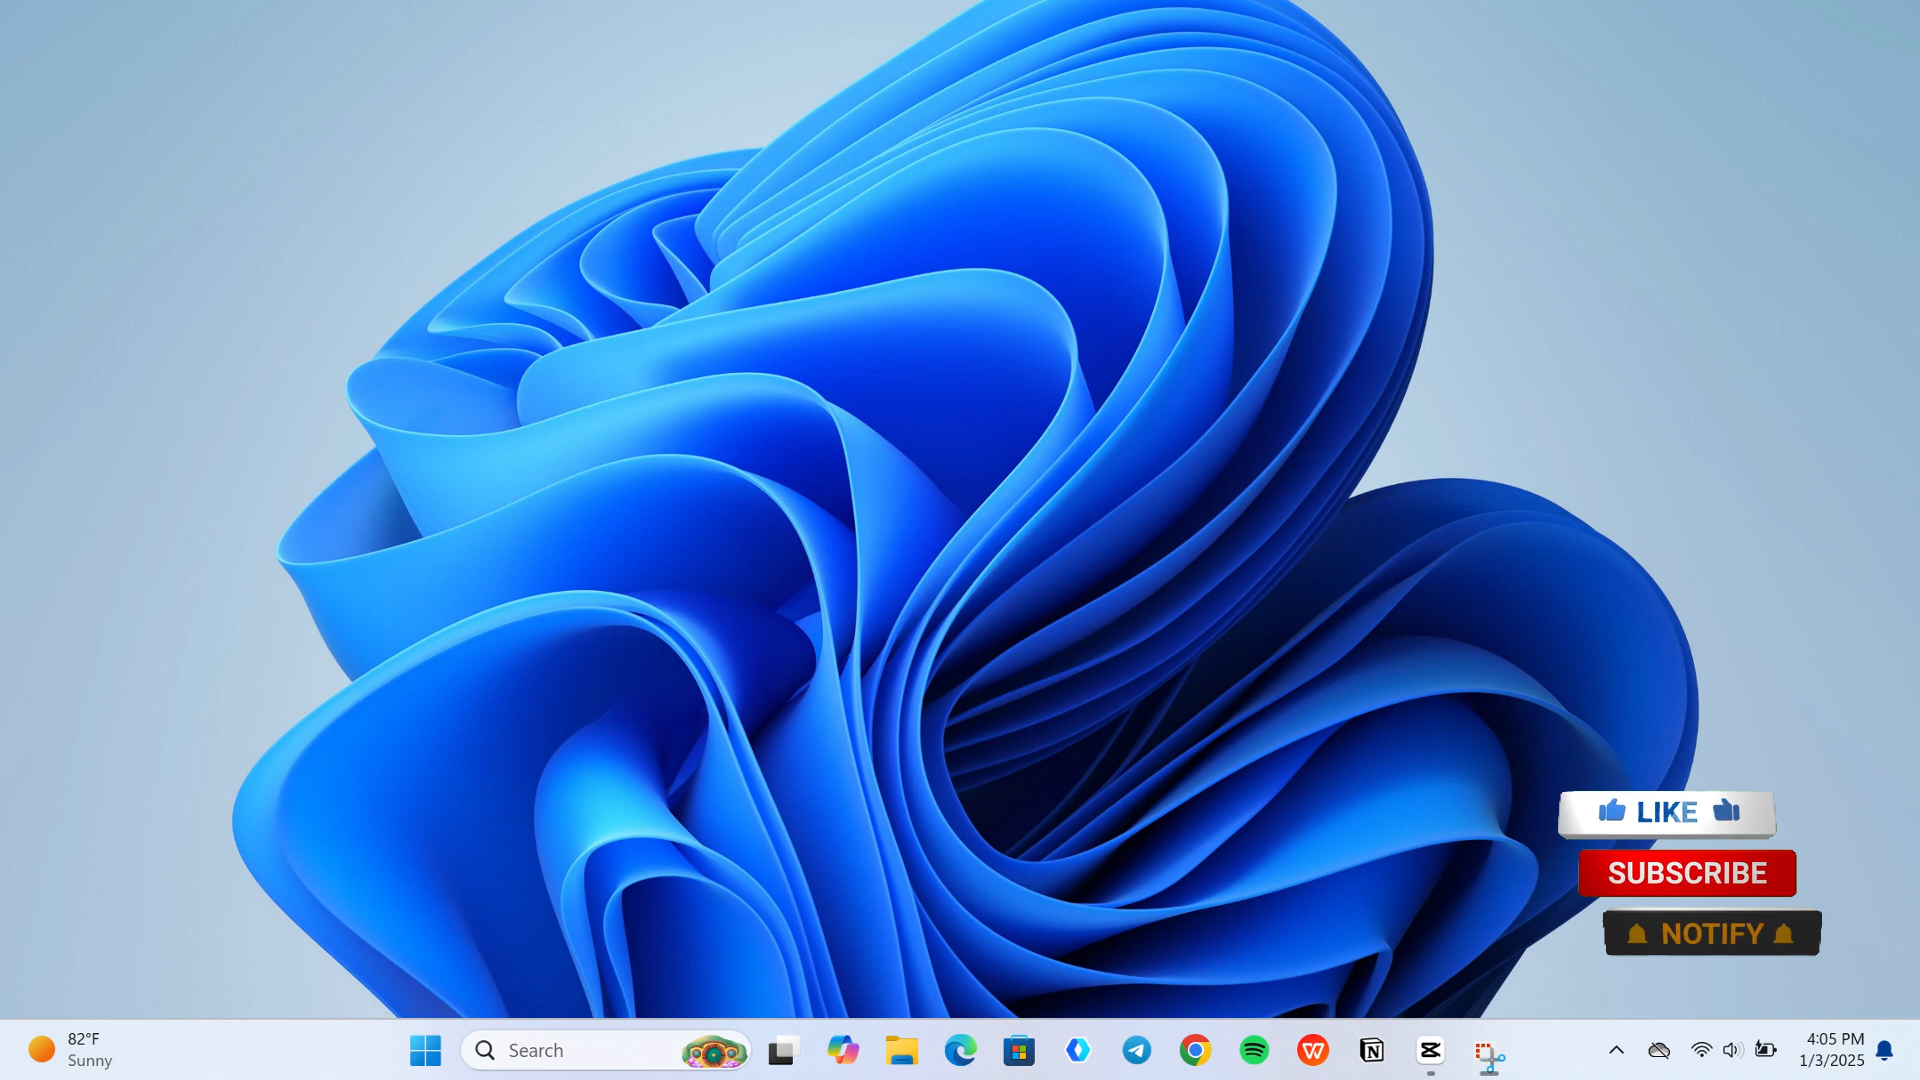 LIKE
SUBSCRIBE
NOTIFY
82°F
Sunny
Search
4:05 PM
1/3/2025